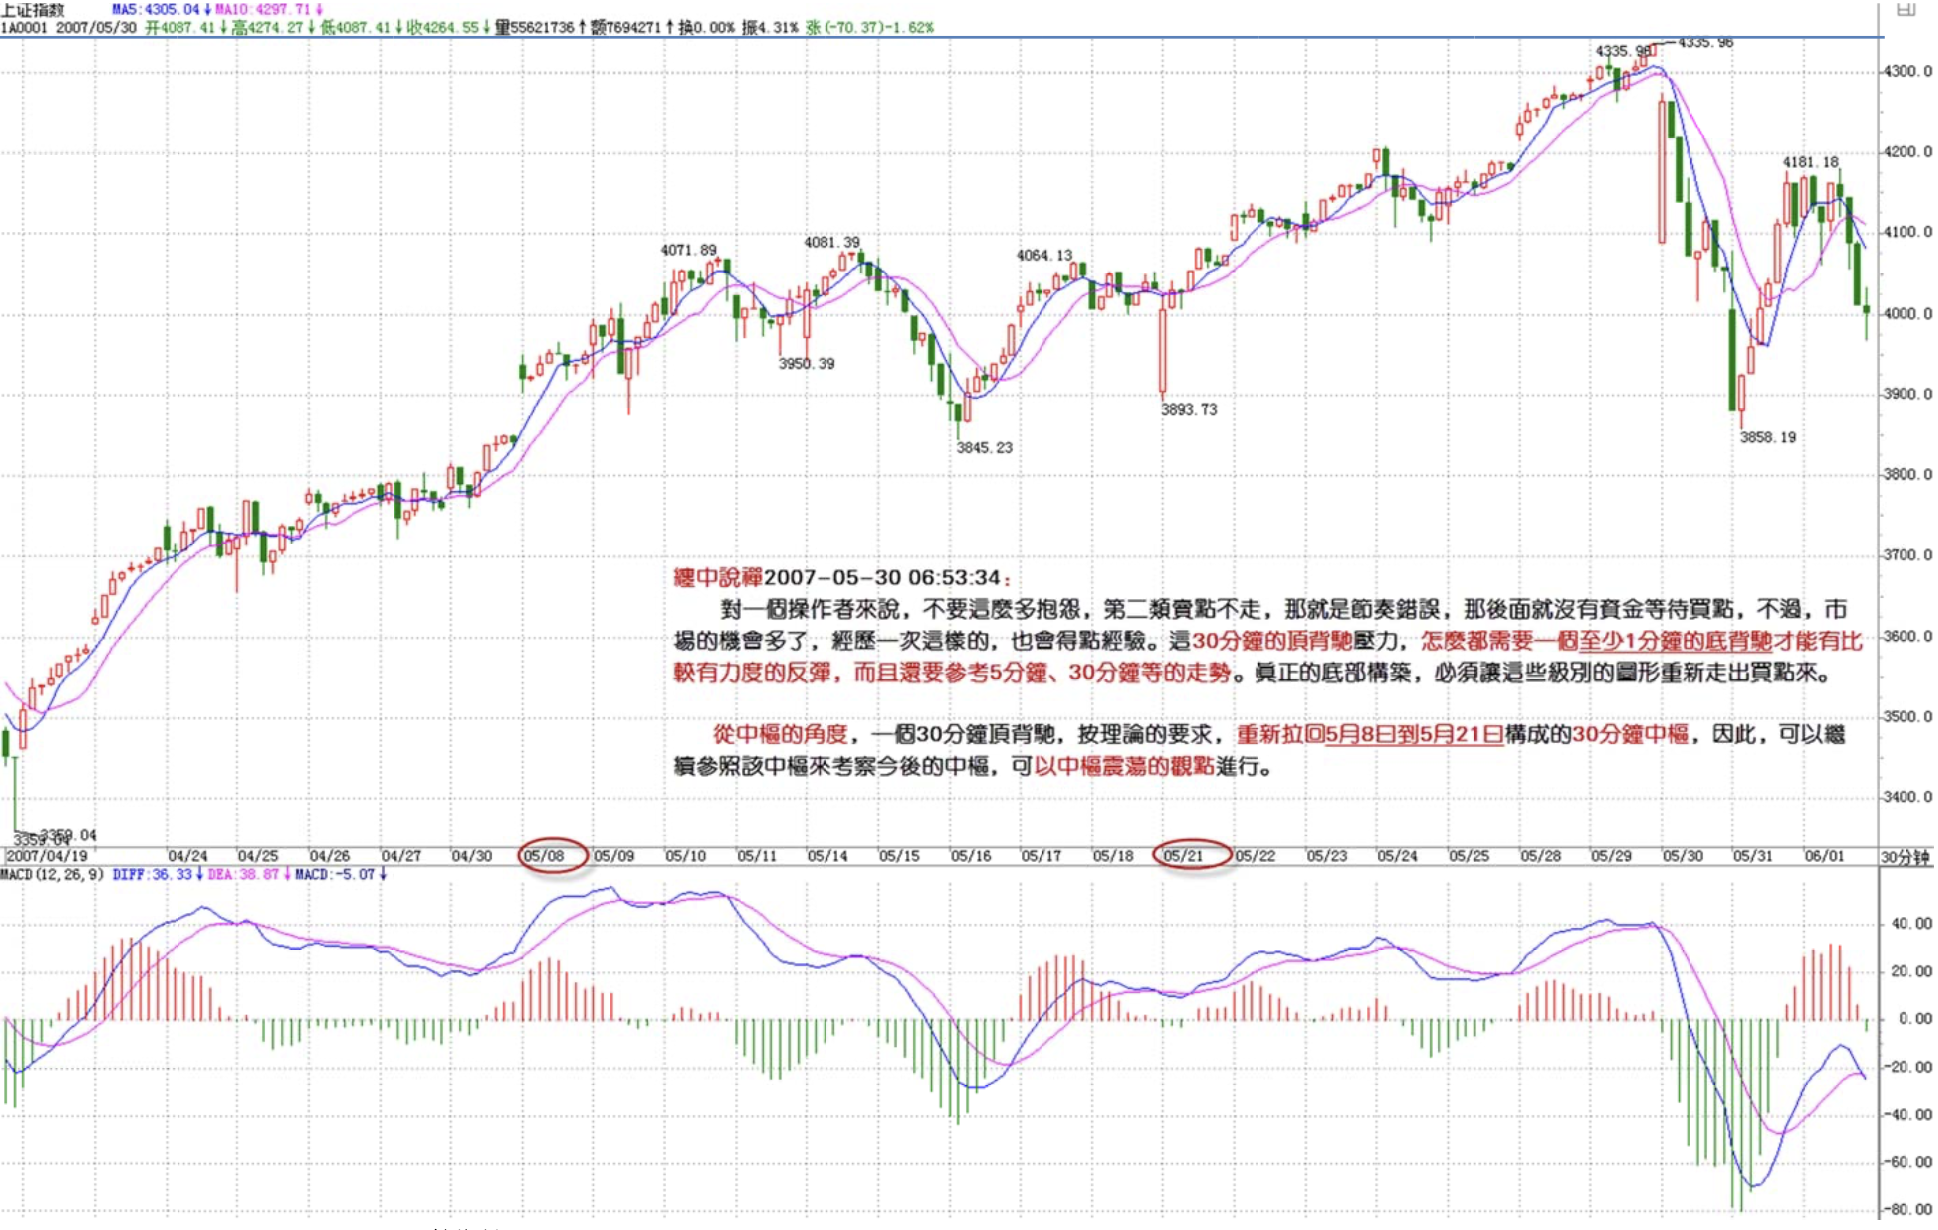 上证指数 MA5:4305.04↓MA10:4297.71↓
1A0001 2007/05/30 开4087.41↓高4274.27↓低4087.41↓收4264.55↓量55621736↑额7694271↑换0.00% 振4.31% 涨(-70.37)-1.62%
4335.96 4335.96
4300.0
4200.0
4181.18
4100.0
4071.89 4081.39 4064.13
4000.0
3950.39
3900.0
3893.73
3845.23 3858.19
3800.0
3700.0
纏中說禪2007-05-30 06:53:34：
對一個操作者來說，不要這麼多抱怨，第二類賣點不走，那就是節奏錯誤，那後面就沒有資金等待買點，不過，市
場的機會多了，經歷一次這樣的，也會得點經驗。這30分鐘的頂背馳壓力，怎麼都需要一個至少1分鐘的底背馳才能有比
較有力度的反彈，而且還要參考5分鐘、30分鐘等的走勢。真正的底部構築，必須讓這些級別的圖形重新走出買點來。
3600.0
3500.0
從中樞的角度，一個30分鐘頂背馳，按理論的要求，重新拉回5月8日到5月21日構成的30分鐘中樞，因此，可以繼
續參照該中樞來考察今後的中樞，可以中樞震蕩的觀點進行。
3400.0
3359.04
3359.04
2007/04/19 04/24 04/25 04/26 04/27 04/30 05/08 05/09 05/10 05/11 05/14 05/15 05/16 05/17 05/18 05/21 05/22 05/23 05/24 05/25 05/28 05/29 05/30 05/31 06/01 30分钟
MACD(12,26,9) DIFF:36.33↓DEA:38.87↓MACD:-5.07↓
40.00
20.00
0.00
-20.00
-40.00
-60.00
-80.00